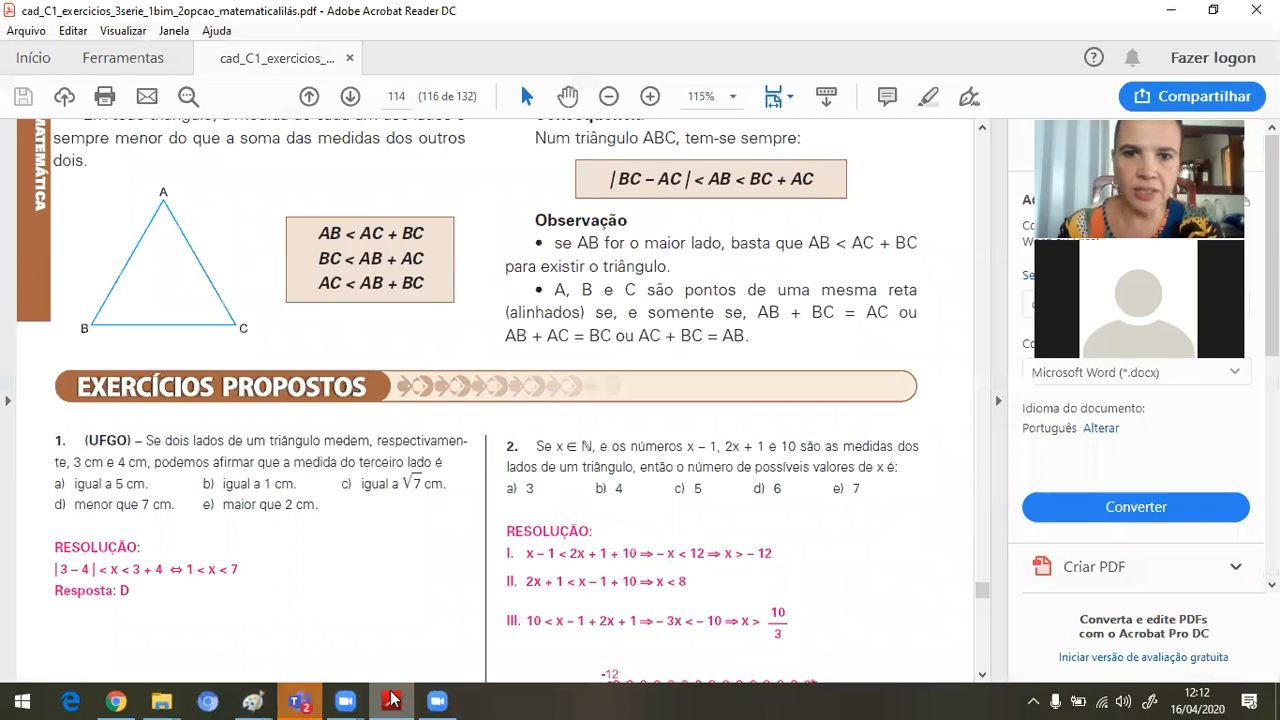 cad_C1_exercicios_3serie_1bim_2opcao_matematicalilás.pdf - Adobe Acrobat Reader DC
Arquivo Editar Visualizar Janela Ajuda
Início Ferramentas cad_C1_exercicios_... × Fazer logon
114 (116 de 132) 115% Compartilhar
MATEMÁTICA
sempre menor do que a soma das medidas dos outros
dois.
A
B
C
AB < AC + BC
BC < AB + AC
AC < AB + BC
Num triângulo ABC, tem-se sempre:
| BC – AC | < AB < BC + AC
Observação
• se AB for o maior lado, basta que AB < AC + BC
para existir o triângulo.
• A, B e C são pontos de uma mesma reta
(alinhados) se, e somente se, AB + BC = AC ou
AB + AC = BC ou AC + BC = AB.
EXERCÍCIOS PROPOSTOS
1. (UFGO) – Se dois lados de um triângulo medem, respectivamen-
te, 3 cm e 4 cm, podemos afirmar que a medida do terceiro lado é
a) igual a 5 cm. b) igual a 1 cm. c) igual a √7 cm.
d) menor que 7 cm. e) maior que 2 cm.
RESOLUÇÃO:
| 3 – 4 | < x < 3 + 4 ⇔ 1 < x < 7
Resposta: D
2. Se x ∈ ℕ, e os números x – 1, 2x + 1 e 10 são as medidas dos
lados de um triângulo, então o número de possíveis valores de x é:
a) 3 b) 4 c) 5 d) 6 e) 7
RESOLUÇÃO:
I. x – 1 < 2x + 1 + 10 ⇒ – x < 12 ⇒ x > – 12
II. 2x + 1 < x – 1 + 10 ⇒ x < 8
III. 10 < x – 1 + 2x + 1 ⇒ – 3x < – 10 ⇒ x > 10/3
-12
Microsoft Word (*.docx)
Idioma do documento:
Português Alterar
Converter
Criar PDF
Converta e edite PDFs
com o Acrobat Pro DC
Iniciar versão de avaliação gratuita
12:12
16/04/2020